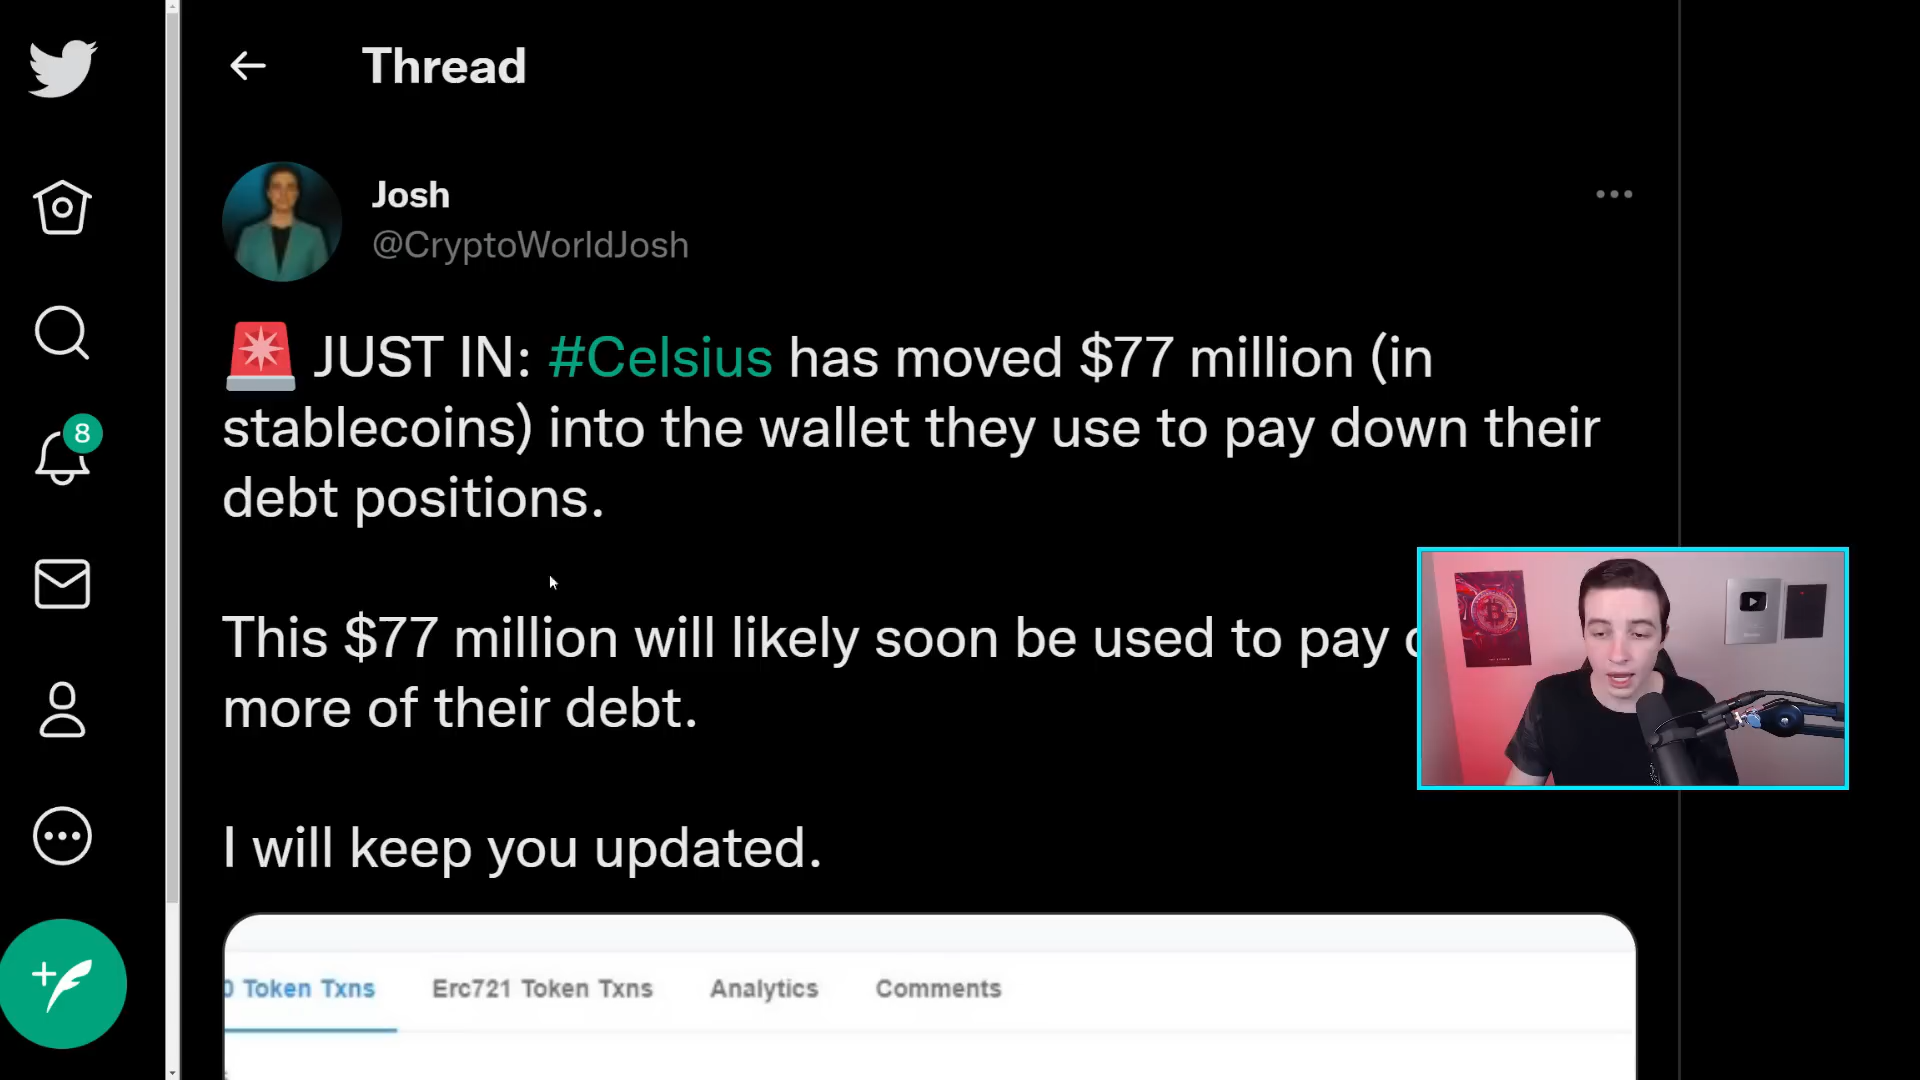 Thread
Josh
@CryptoWorldJosh
🚨 JUST IN: #Celsius has moved $77 million (in
stablecoins) into the wallet they use to pay down their
debt positions.
8
This $77 million will likely soon be used to pay
more of their debt.
I will keep you updated.
Token Txns Erc721 Token Txns Analytics Comments